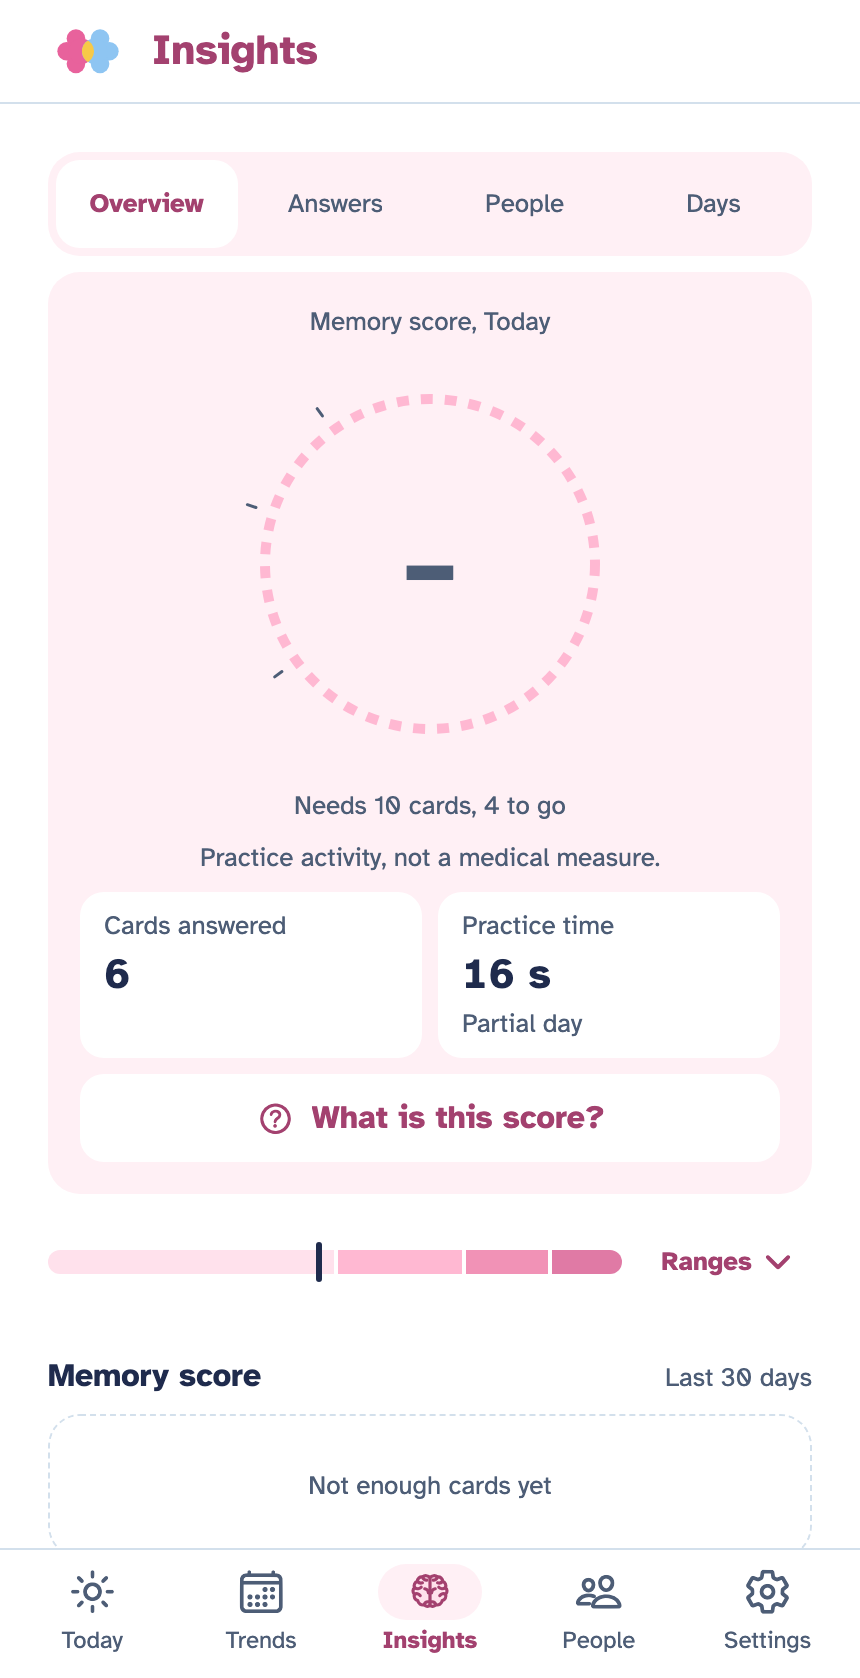 Insights
Overview
Answers
People
Days
Memory score, Today
–
Needs 10 cards, 4 to go
Practice activity, not a medical measure.
Cards answered
6
Practice time
16 s
Partial day
What is this score?
Ranges
Memory score
Last 30 days
Not enough cards yet
Today
Trends
Insights
People
Settings